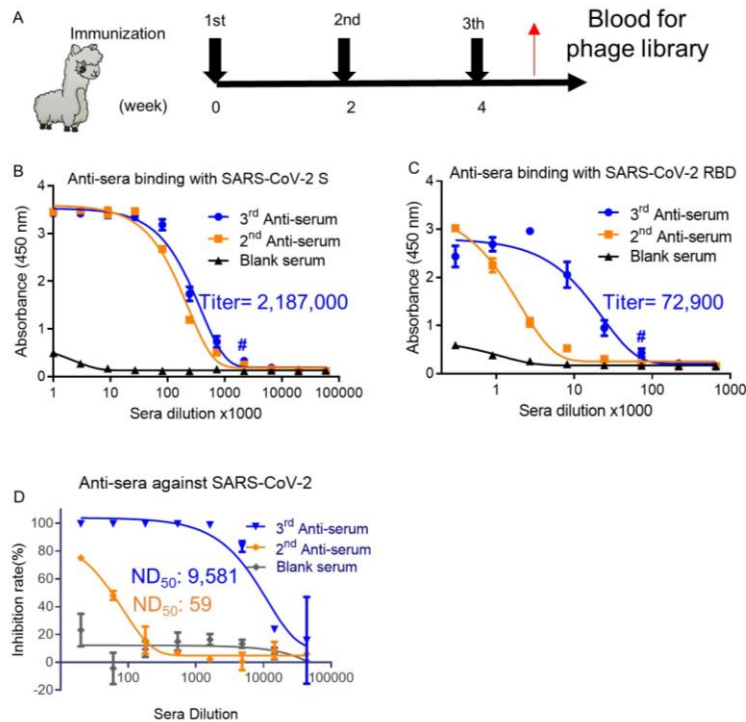 A
Immunization
1st
2nd
3th
Blood for
phage library
(week)
0
2
4
B
Anti-sera binding with SARS-CoV-2 S
Absorbance (450 nm)
4
3
2
1
0
3rd Anti-serum
2nd Anti-serum
Blank serum
Titer= 2,187,000
#
1
10
100
1000
10000
100000
Sera dilution x1000
C
Anti-sera binding with SARS-CoV-2 RBD
Absorbance (450 nm)
4
3
2
1
0
3rd Anti-serum
2nd Anti-serum
Blank serum
Titer= 72,900
#
1
10
100
1000
Sera dilution x1000
D
Anti-sera against SARS-CoV-2
Inhibition rate(%)
100
80
60
40
20
0
-20
3rd Anti-serum
2nd Anti-serum
Blank serum
ND50: 9,581
ND50: 59
100
1000
10000
100000
Sera Dilution